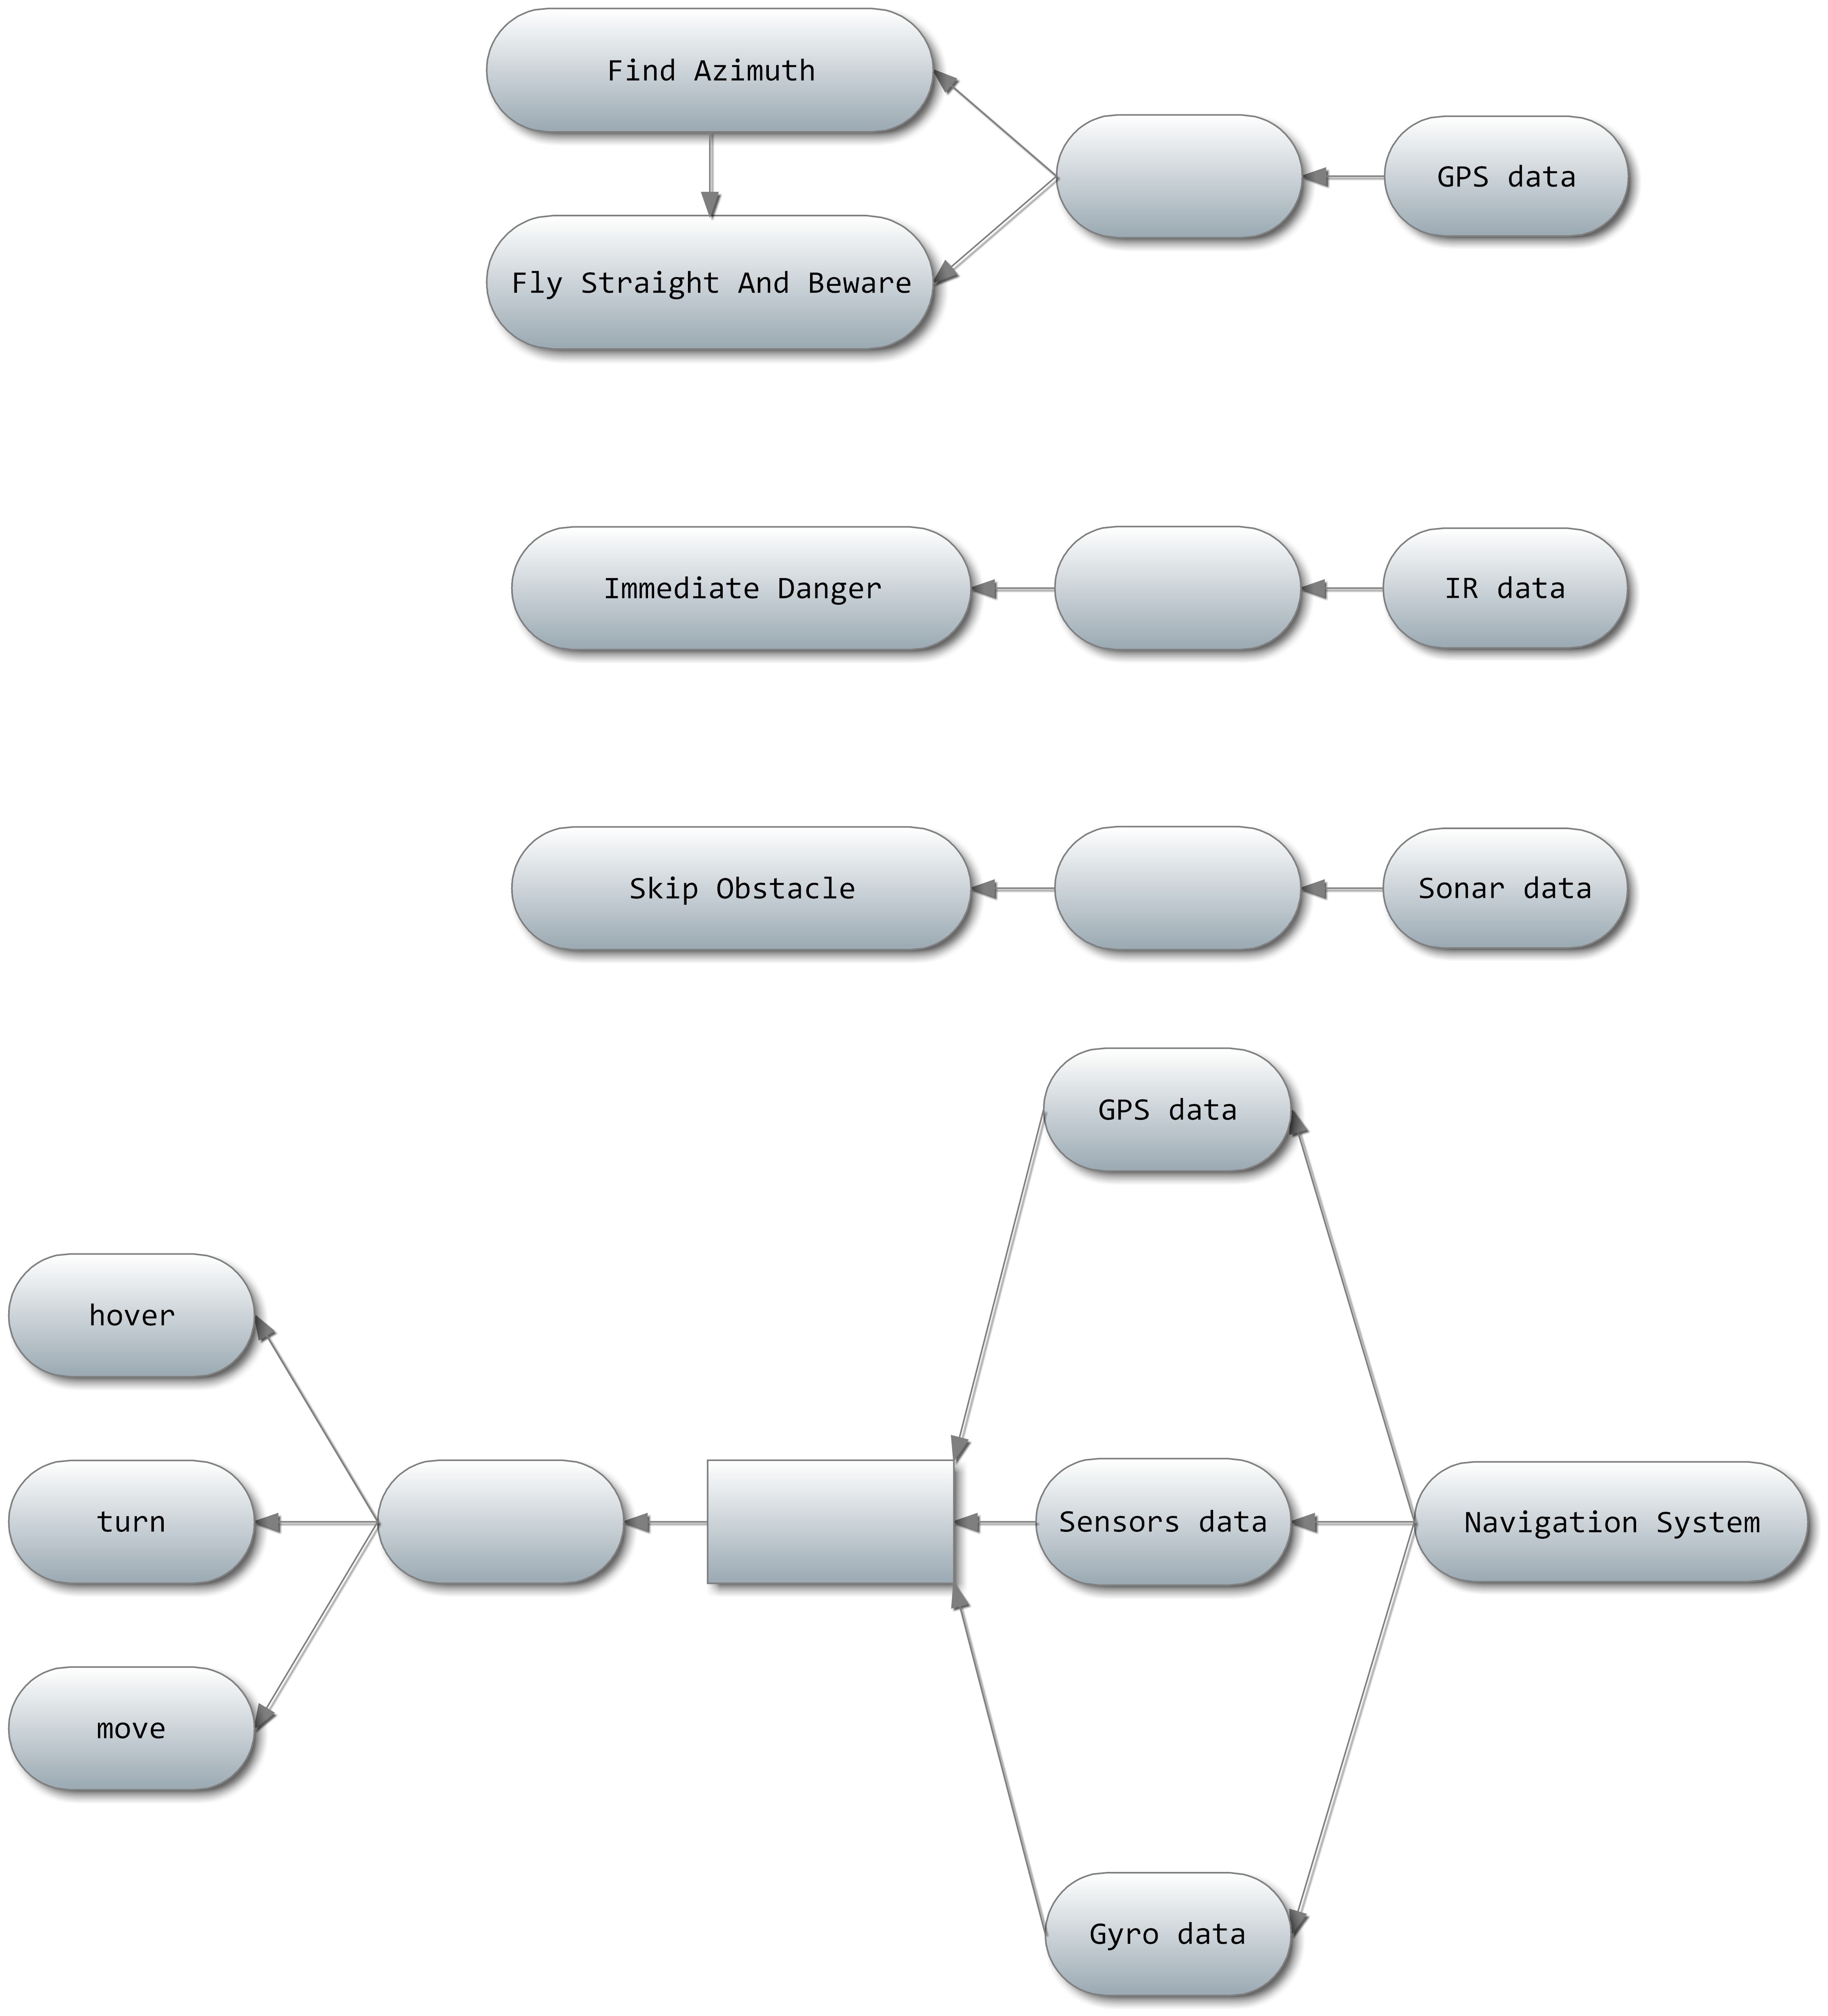 Find Azimuth
GPS data
Fly Straight And Beware
Immediate Danger
IR data
Skip Obstacle
Sonar data
GPS data
hover
turn
Sensors data
Navigation System
move
Gyro data